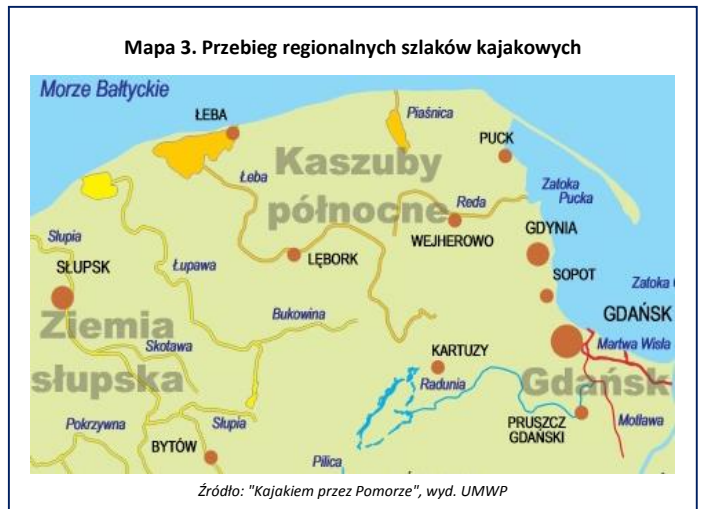 Mapa 3. Przebieg regionalnych szlaków kajakowych
Morze Bałtyckie
ŁEBA
Piaśnica
PUCK
Kaszuby
północne
Łeba
Zatoka
Pucka
Reda
Słupia
WEJHEROWO
GDYNIA
SŁUPSK
Łupawa
LĘBORK
SOPOT
Zatoka
Ziemia
słupska
Bukowina
GDAŃSK
Skotawa
KARTUZY
Martwa Wisła
Radunia
Gdańsk
Pokrzywna
Słupia
PRUSZCZ
GDAŃSKI
Motława
BYTÓW
Pilica
Źródło: "Kajakiem przez Pomorze", wyd. UMWP